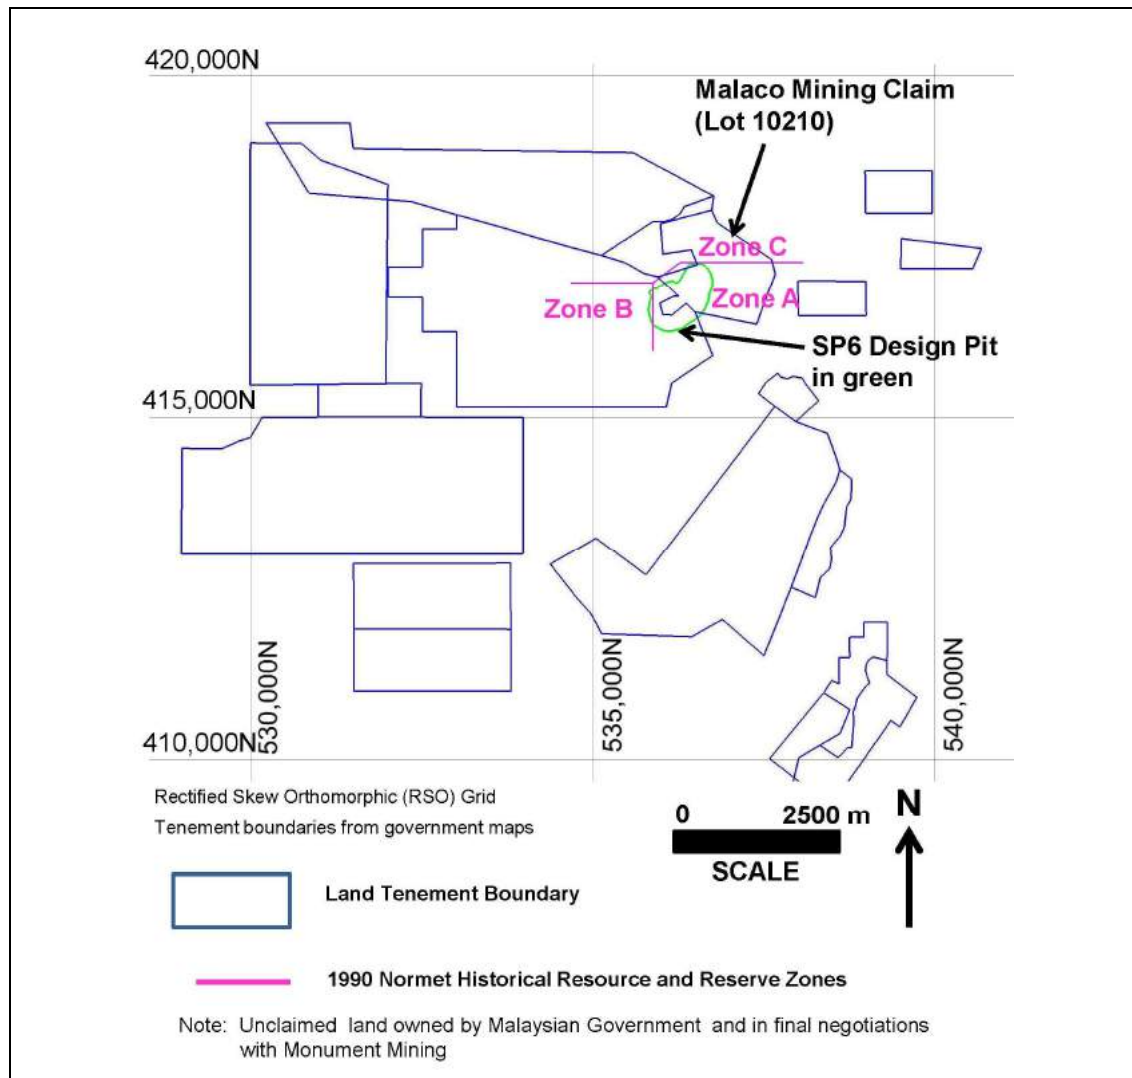 420,000N
Malaco Mining Claim
(Lot 10210)
Zone C
Zone A
Zone B
SP6 Design Pit
in green
415,000N
530,000N
535,000N
540,000N
410,000N
Rectified Skew Orthomorphic (RSO) Grid
Tenement boundaries from government maps
0 2500 m
SCALE
N
Land Tenement Boundary
1990 Normet Historical Resource and Reserve Zones
Note: Unclaimed land owned by Malaysian Government and in final negotiations
with Monument Mining